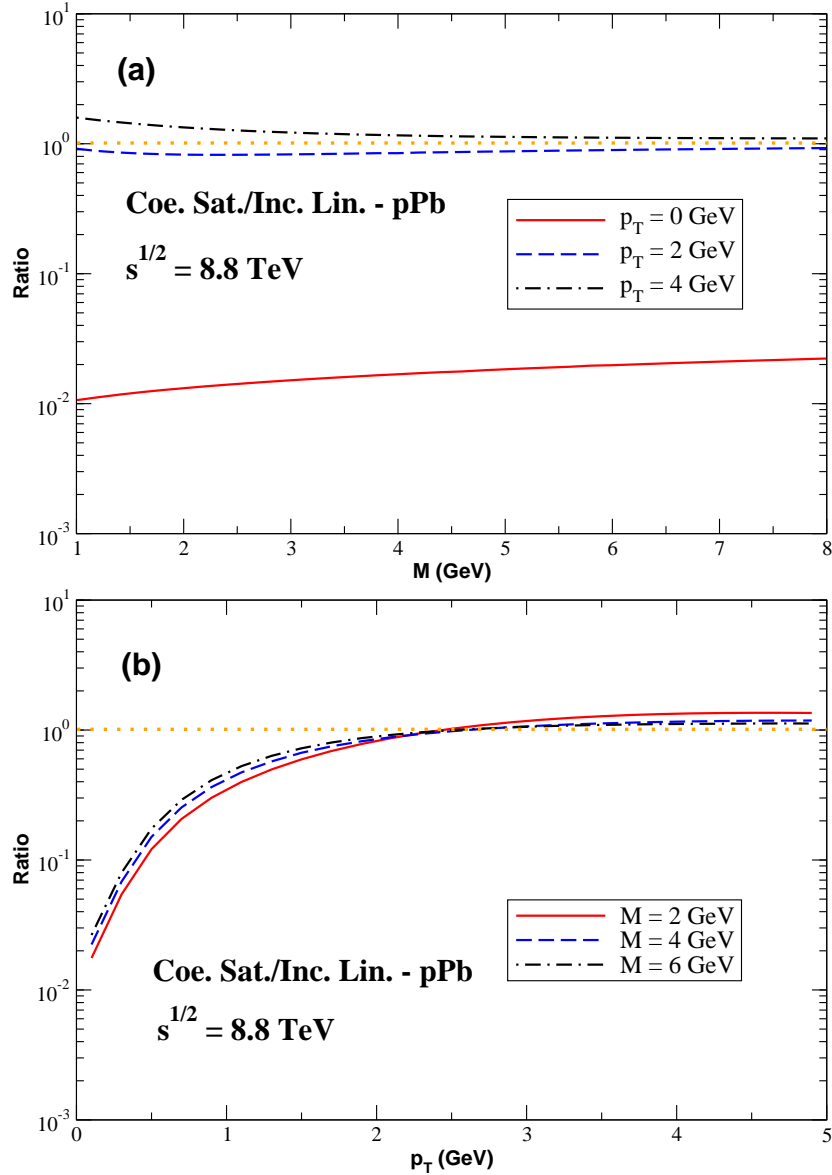 10^1
(a)
10^0
Coe. Sat./Inc. Lin. - pPb
s^{1/2} = 8.8 TeV
p_T = 0 GeV
p_T = 2 GeV
p_T = 4 GeV
Ratio
10^{-1}
10^{-2}
10^{-3}
1 2 3 4 5 6 7 8
M (GeV)
10^1
(b)
10^0
Ratio
10^{-1}
M = 2 GeV
M = 4 GeV
M = 6 GeV
Coe. Sat./Inc. Lin. - pPb
10^{-2}
s^{1/2} = 8.8 TeV
10^{-3}
0 1 2 3 4 5
p_T (GeV)